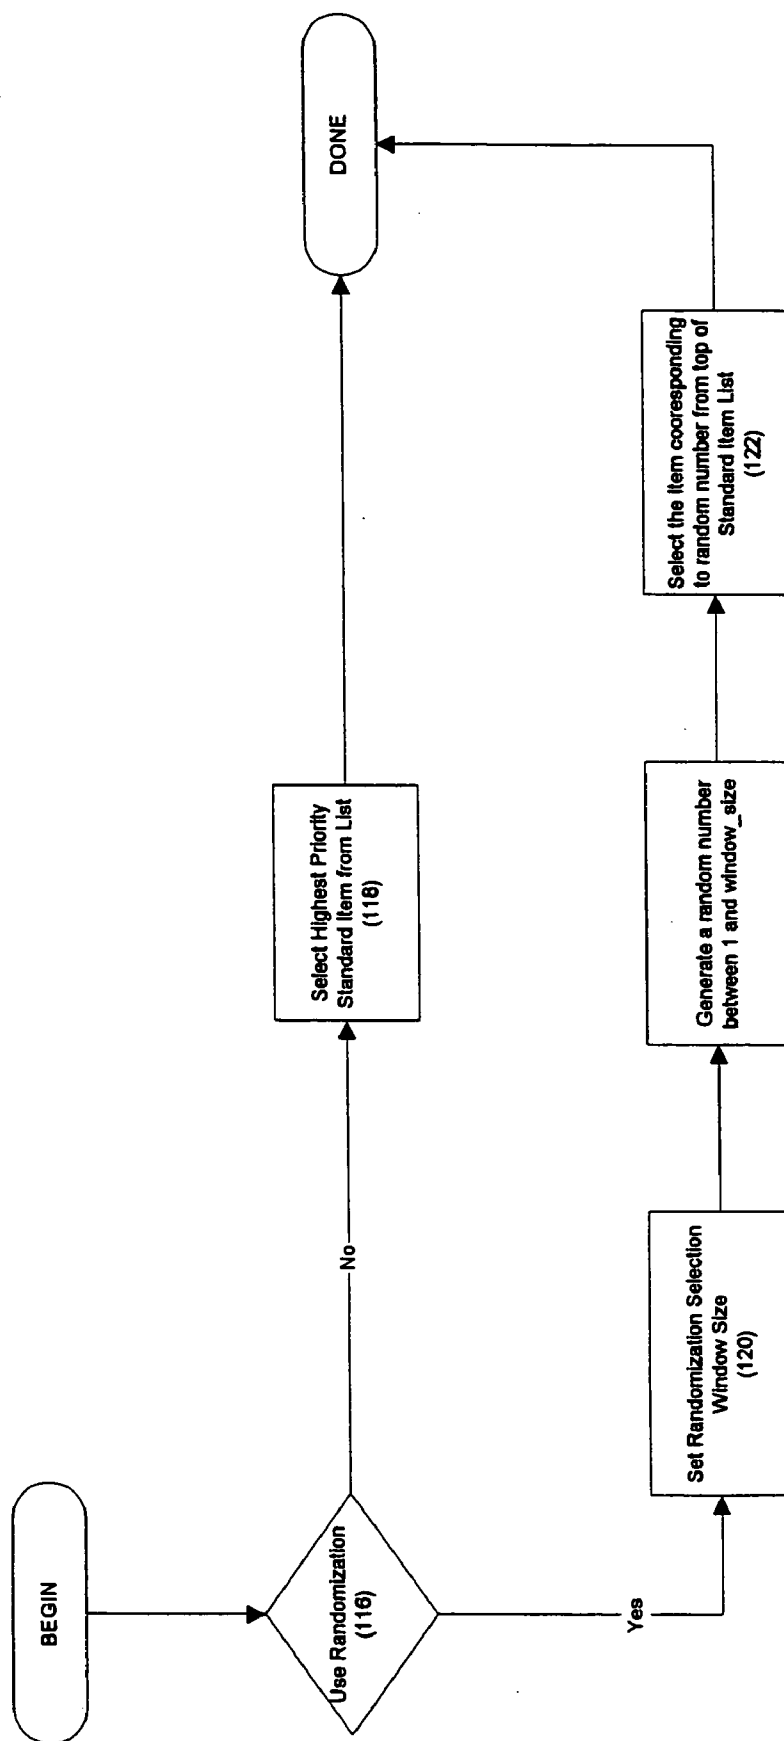 BEGIN
Use Randomization
(116)
No
Select Highest Priority
Standard Item from List
(118)
DONE
Yes
Set Randomization Selection
Window Size
(120)
Generate a random number
between 1 and window_size
Select the Item cooresponding
to random number from top of
Standard Item List
(122)